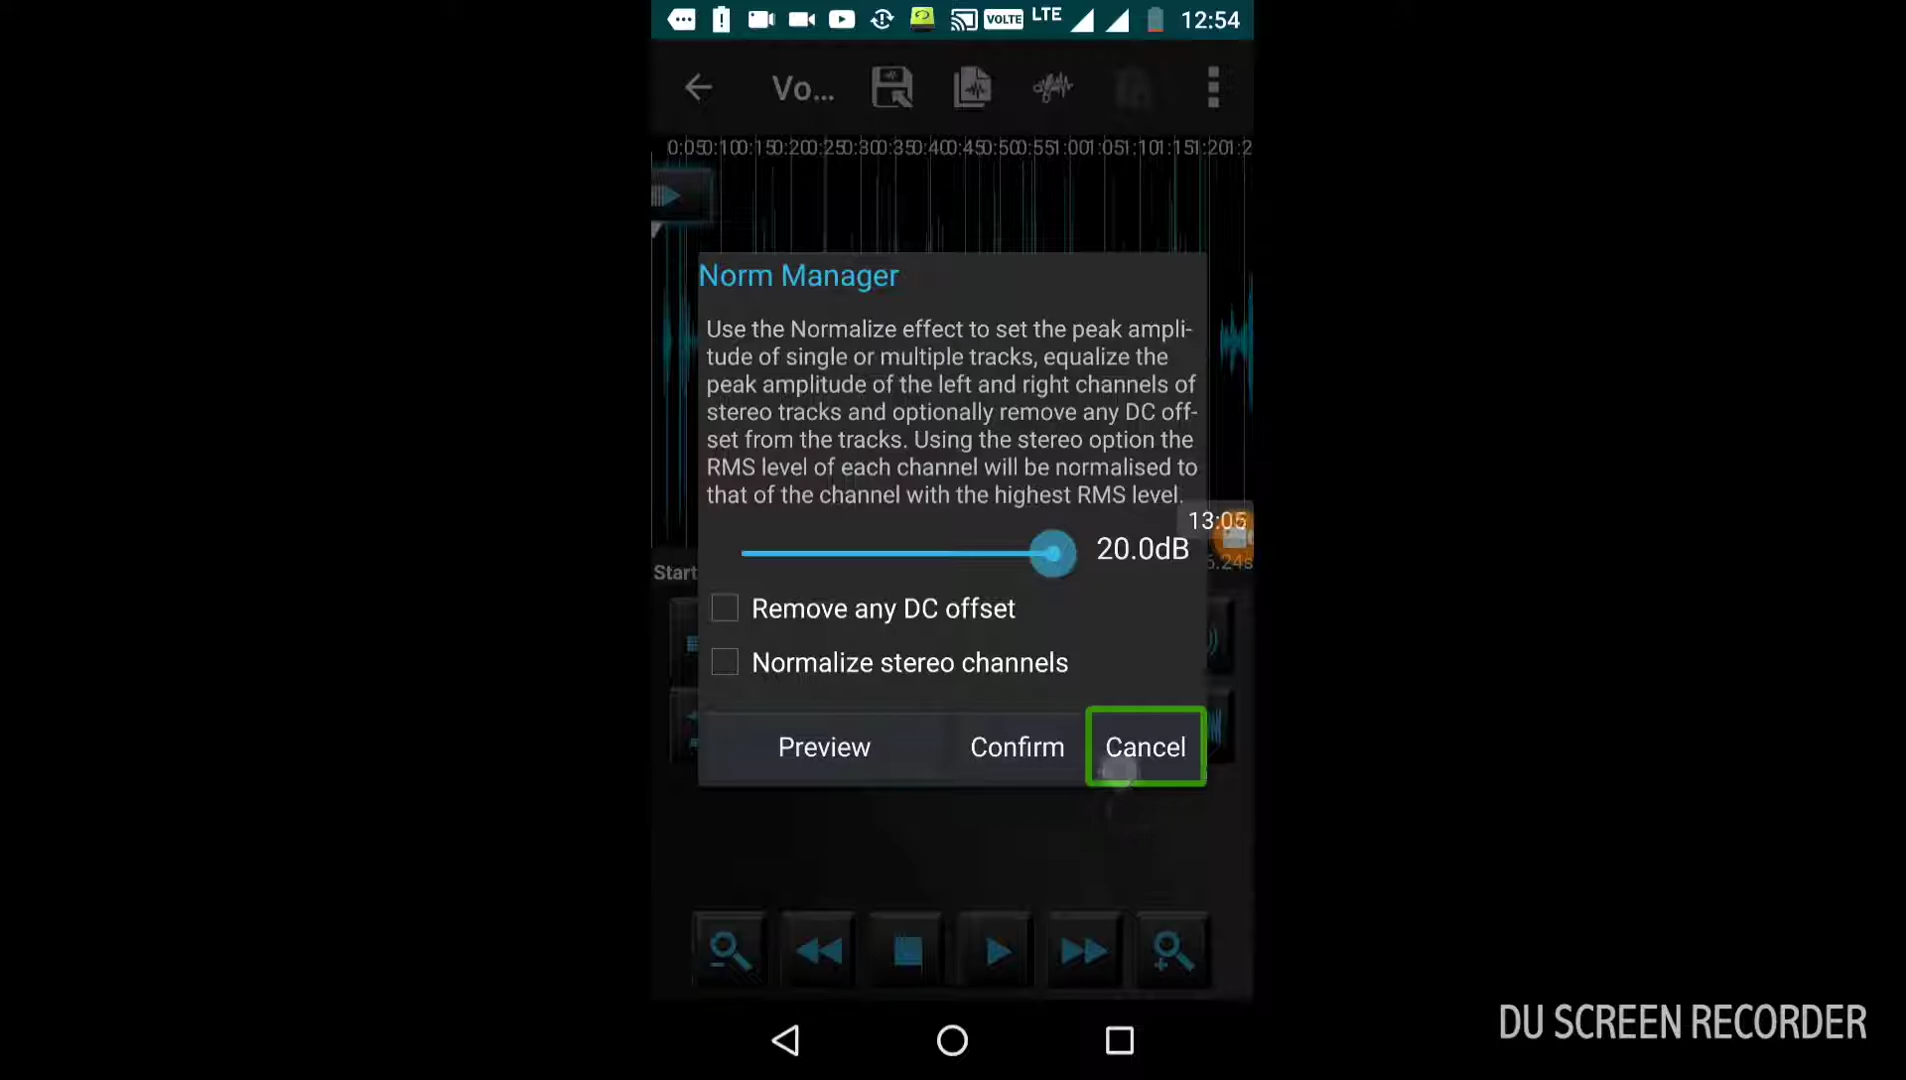 VOLTE LTE 12:54
Vo...
0:05 0:10 0:15 0:20 0:25 0:30 0:35 0:40 0:45 0:50 0:55 1:00 1:05 1:10 1:15 1:20 1:2
Norm Manager
Use the Normalize effect to set the peak ampli-
tude of single or multiple tracks, equalize the
peak amplitude of the left and right channels of
stereo tracks and optionally remove any DC off-
set from the tracks. Using the stereo option the
RMS level of each channel will be normalised to
that of the channel with the highest RMS level.
13:05
20.0dB
Start
6.24s
Remove any DC offset
Normalize stereo channels
Preview Confirm Cancel
DU SCREEN RECORDER